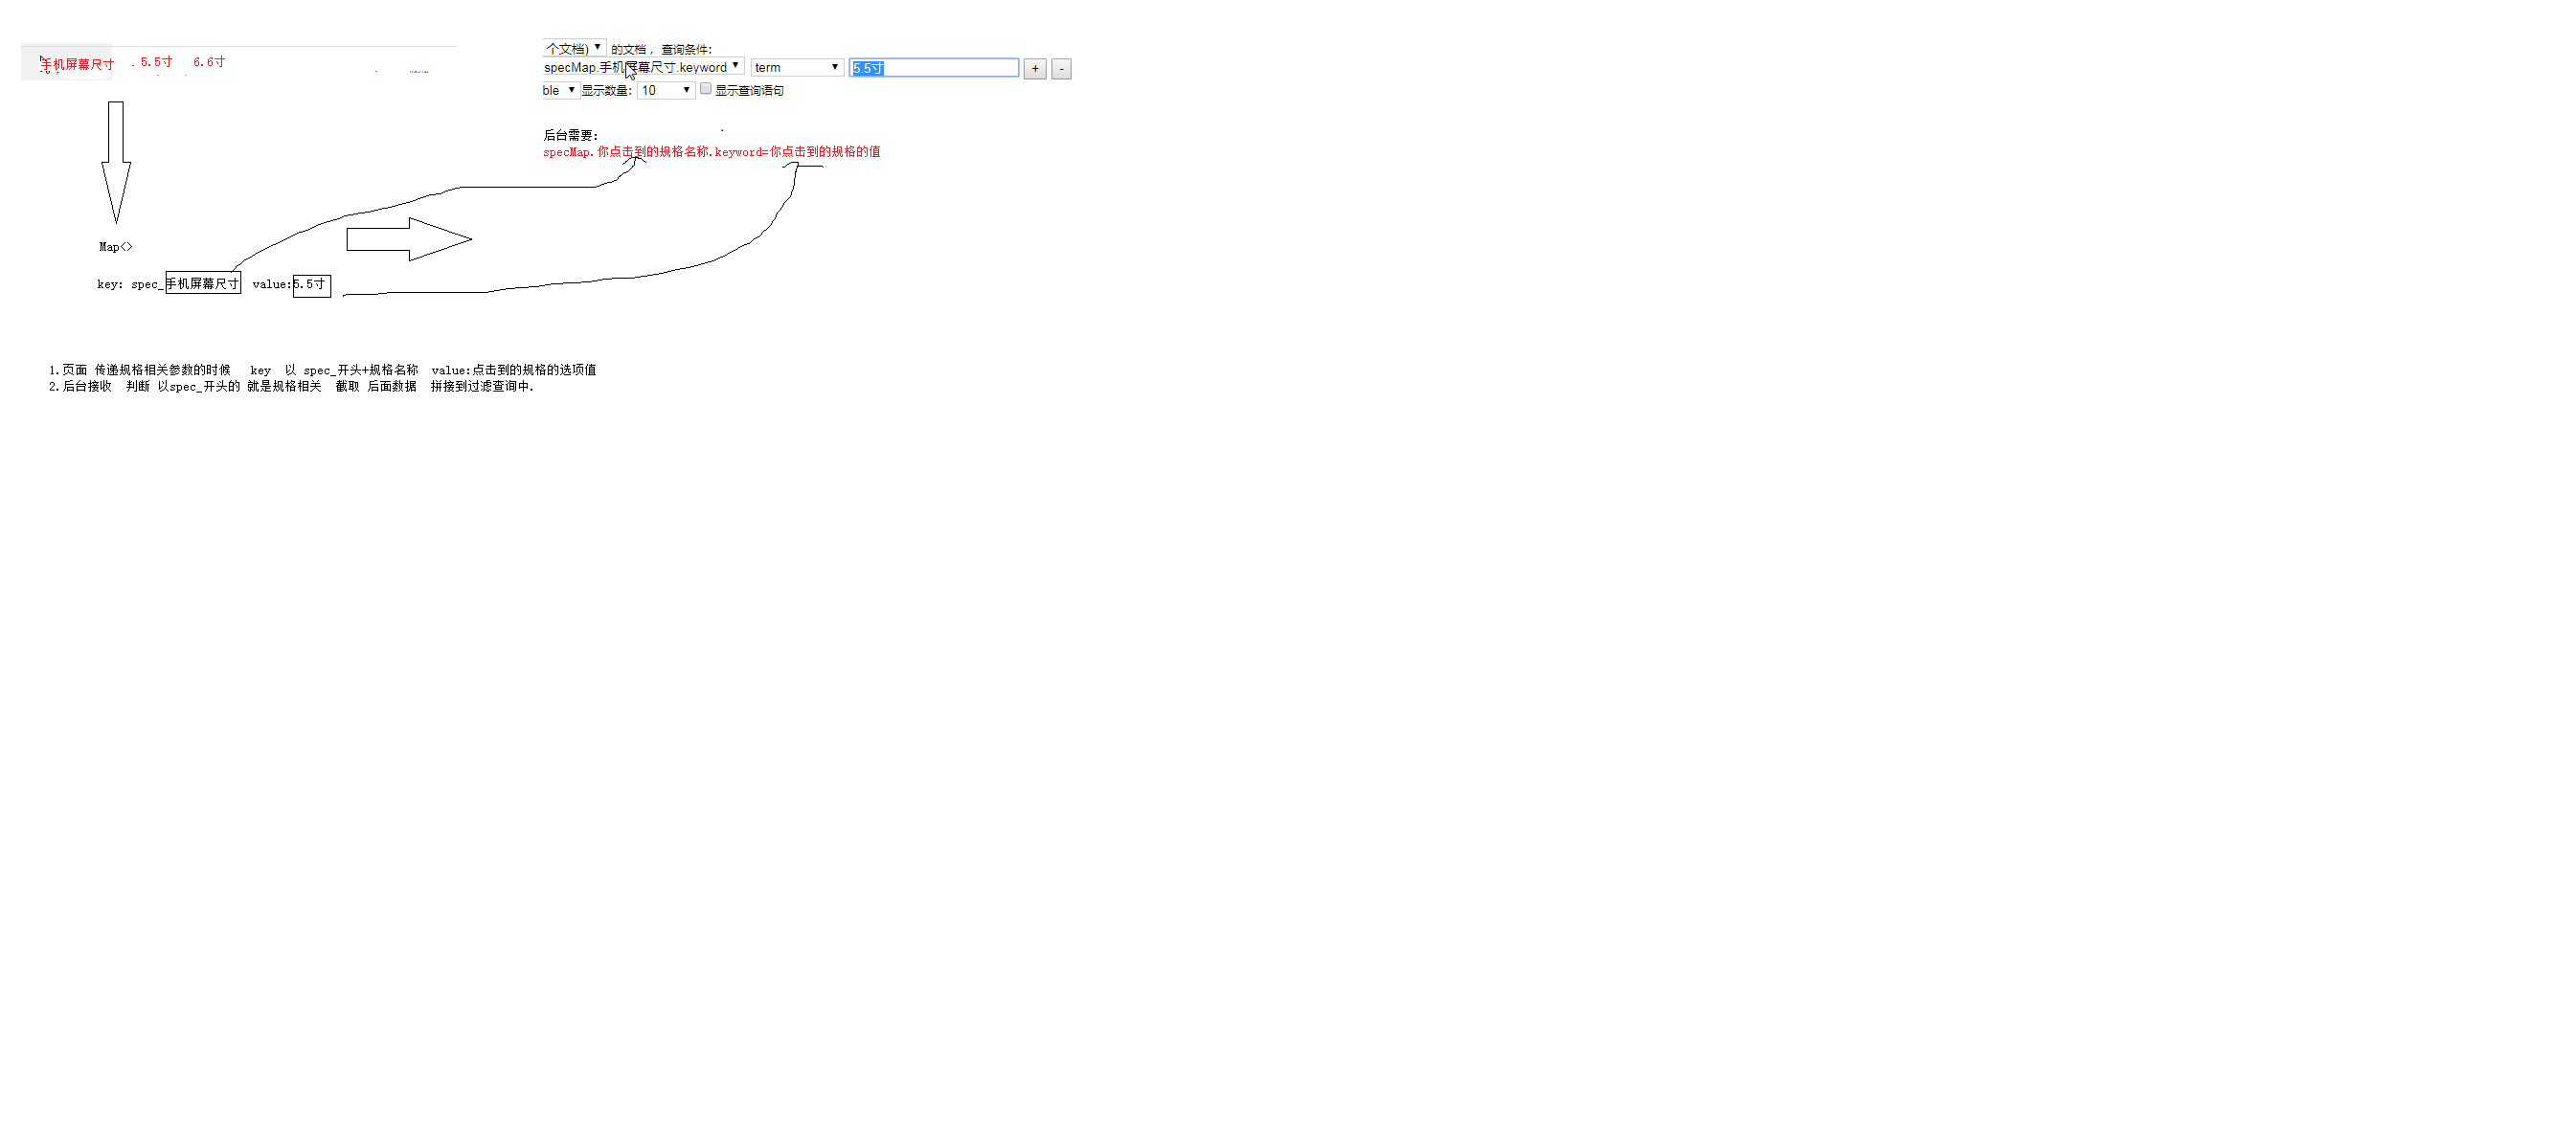 手机屏幕尺寸 . 5.5寸 6.6寸
个文档) 的文档 , 查询条件:
specMap.手机屏幕尺寸.keyword term 5.5寸 + -
ble 显示数量: 10 显示查询语句
后台需要:
specMap.你点击到的规格名称.keyword=你点击到的规格的值
Map<>
key: spec_手机屏幕尺寸 value:5.5寸
1.页面 传递规格相关参数的时候 key 以 spec_开头+规格名称 value:点击到的规格的选项值
2.后台接收 判断 以spec_开头的 就是规格相关 截取 后面数据 拼接到过滤查询中.